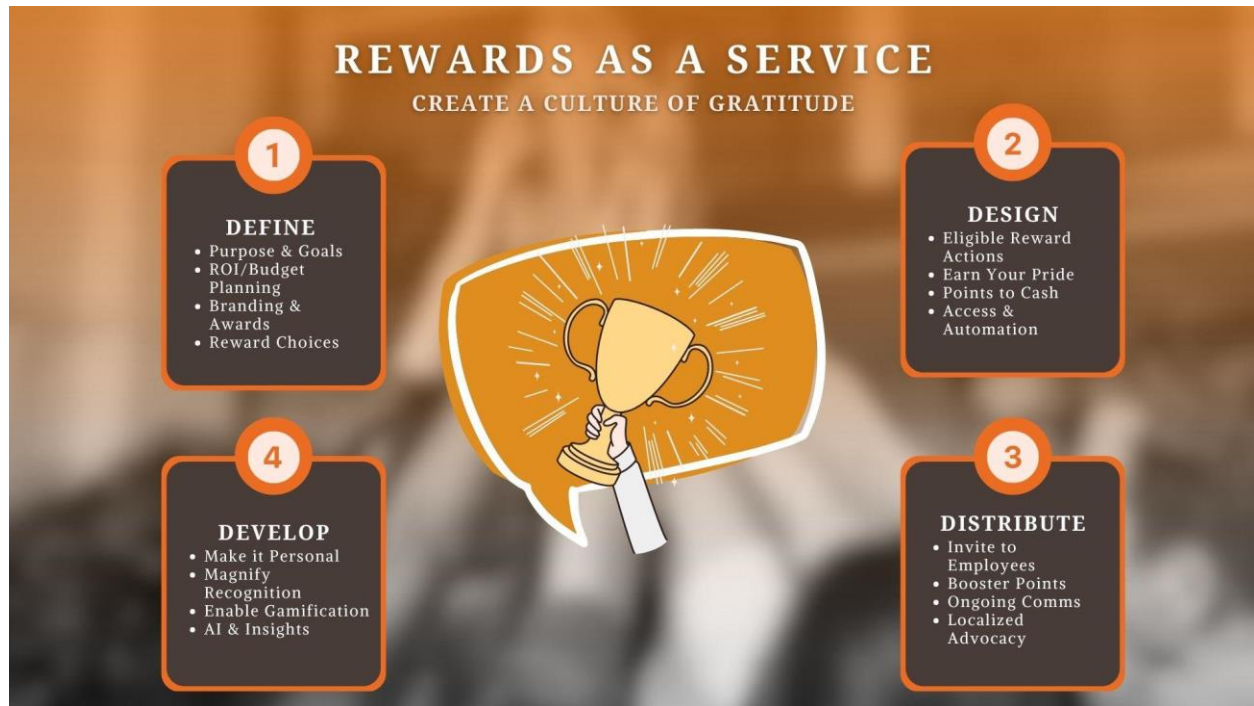 REWARDS AS A SERVICE
CREATE A CULTURE OF GRATITUDE
1
DEFINE
• Purpose & Goals
• ROI/Budget
Planning
• Branding &
Awards
• Reward Choices
2
DESIGN
• Eligible Reward
Actions
• Earn Your Pride
• Points to Cash
• Access &
Automation
3
DISTRIBUTE
• Invite to
Employees
• Booster Points
• Ongoing Comms
• Localized
Advocacy
4
DEVELOP
• Make it Personal
• Magnify
Recognition
• Enable Gamification
• AI & Insights